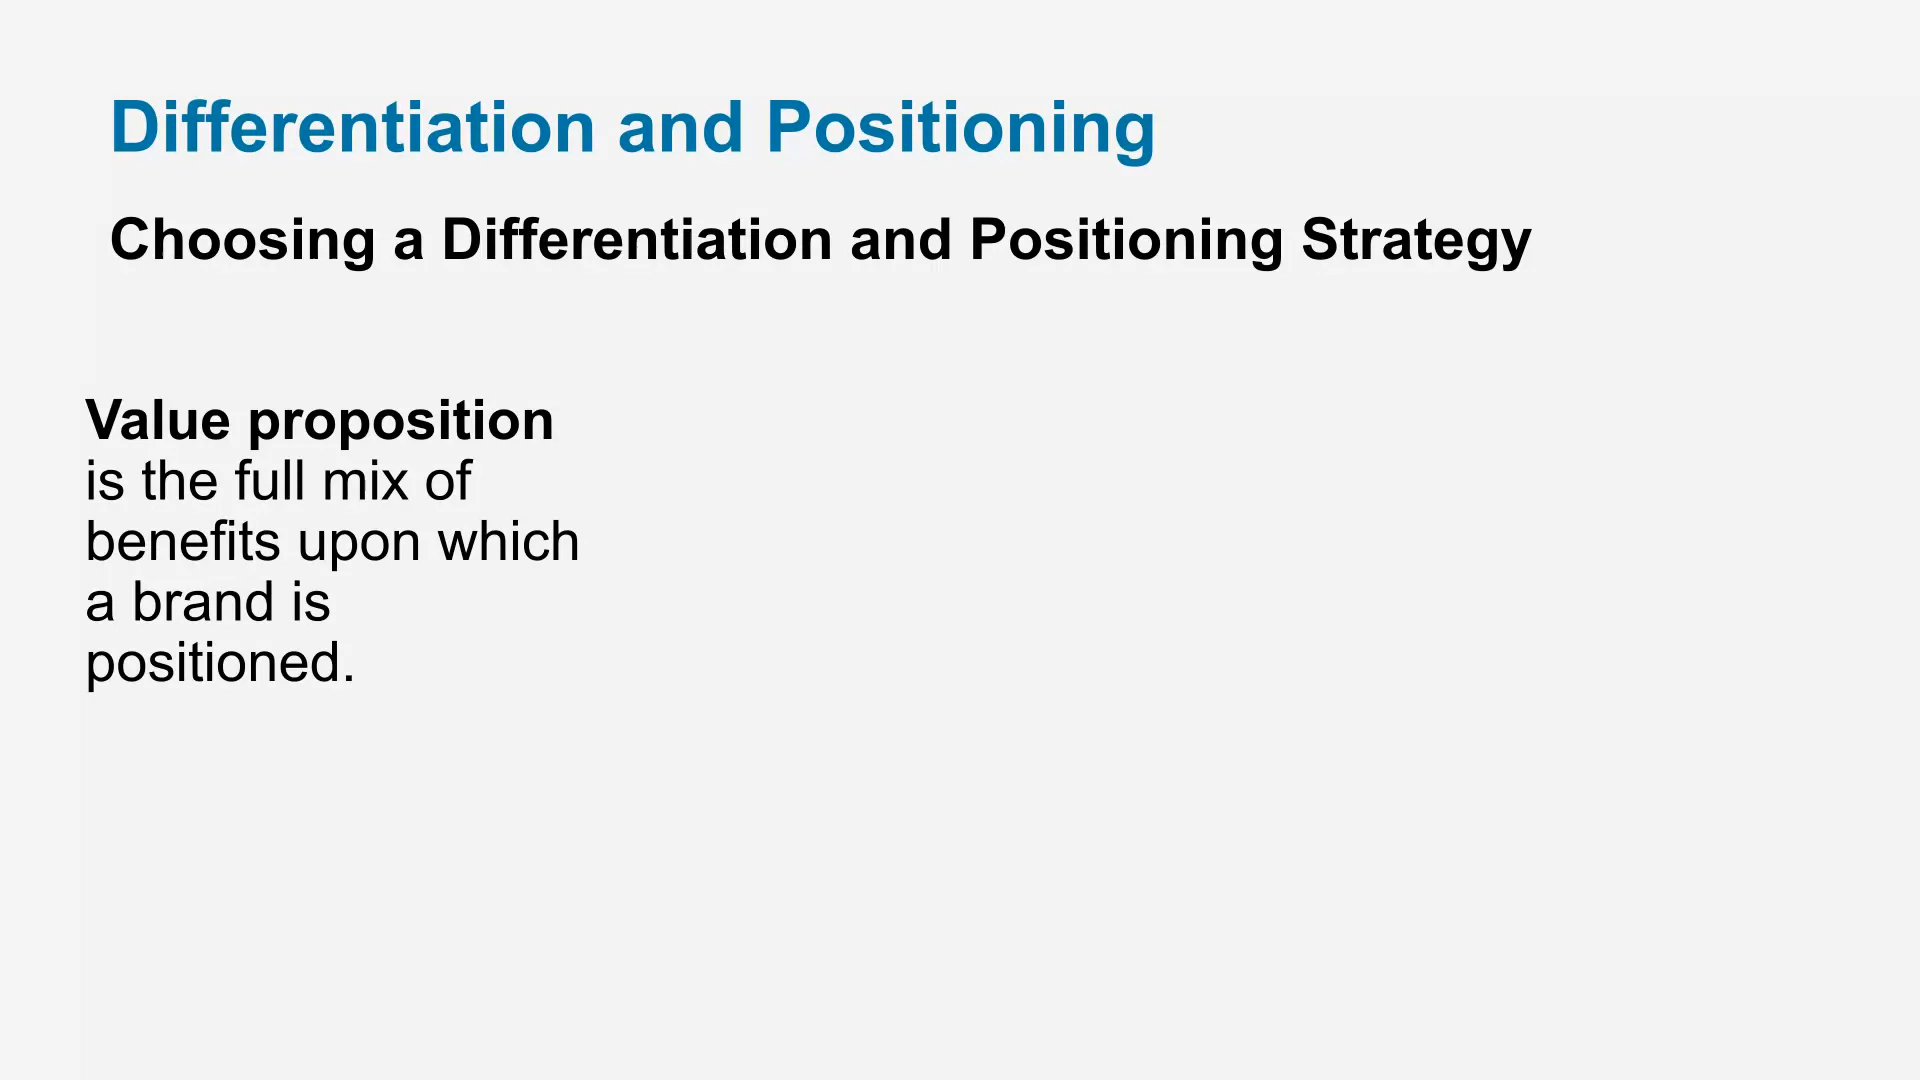 Differentiation and Positioning
Choosing a Differentiation and Positioning Strategy
Value proposition
is the full mix of
benefits upon which
a brand is
positioned.